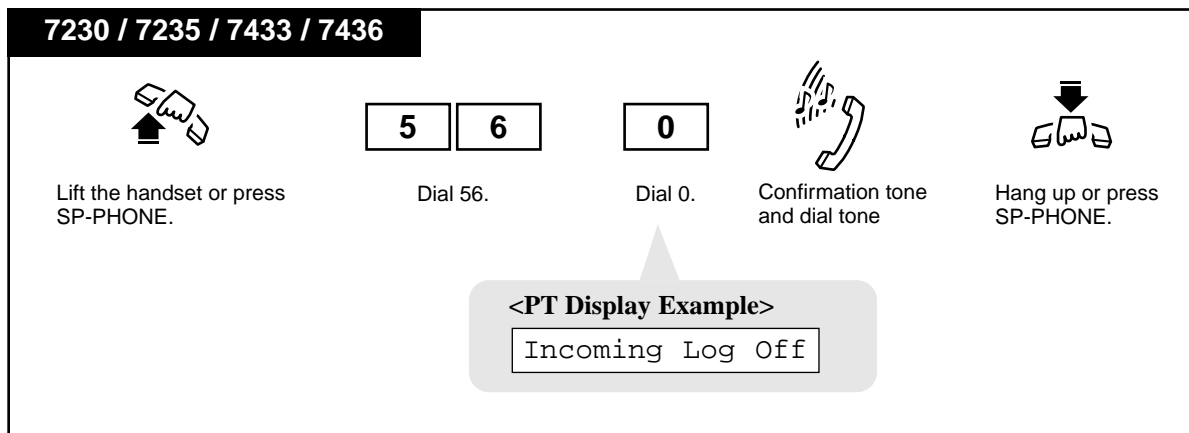 7230 / 7235 / 7433 / 7436
5 6 0
Lift the handset or press
SP-PHONE.
Dial 56.
Dial 0.
Confirmation tone
and dial tone
Hang up or press
SP-PHONE.
<PT Display Example>
Incoming Log Off